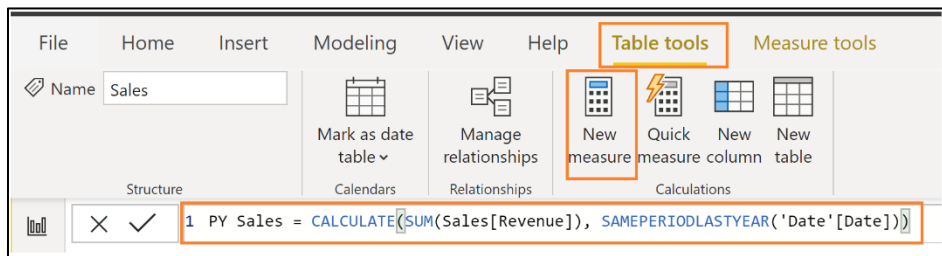 File Home Insert Modeling View Help Table tools Measure tools
Name Sales
Mark as date
table
Manage
relationships
New
measure
Quick
measure
New
column
New
table
Structure Calendars Relationships Calculations
1 PY Sales = CALCULATE(SUM(Sales[Revenue]), SAMEPERIODLASTYEAR('Date'[Date]))